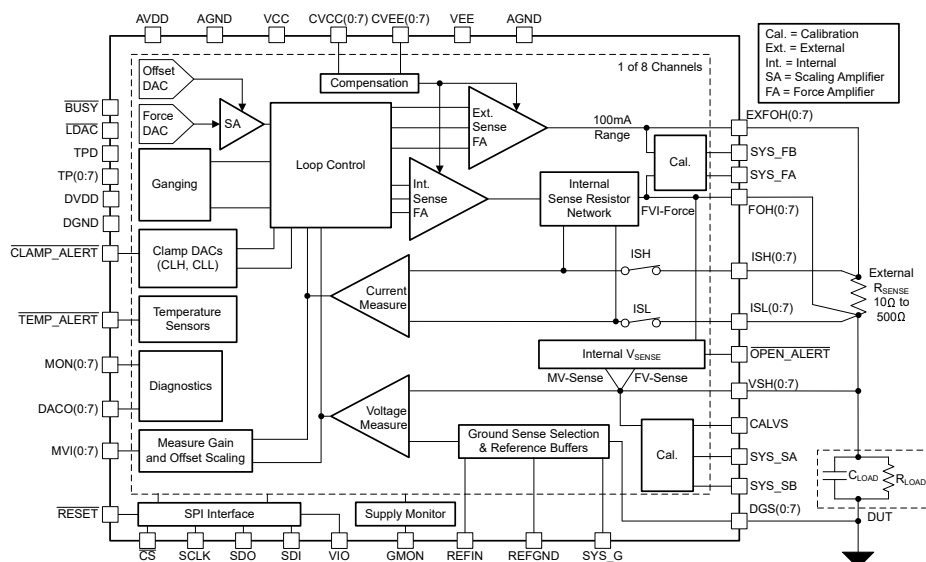 AVDD AGND VCC CVCC(0:7) CVEE(0:7) VEE AGND
Cal. = Calibration
Ext. = External
Int. = Internal
SA = Scaling Amplifier
FA = Force Amplifier
1 of 8 Channels
Offset
DAC
Force
DAC
SA
Compensation
Loop Control
Ext.
Sense
FA
100mA
Range
Int.
Sense
FA
Internal
Sense Resistor
Network
FVI-Force
Cal.
Ganging
Clamp DACs
(CLH, CLL)
Temperature
Sensors
Diagnostics
Measure Gain
and Offset Scaling
Current
Measure
ISH
ISL
Internal VSENSE
MV-Sense
FV-Sense
Voltage
Measure
Ground Sense Selection
& Reference Buffers
Cal.
SPI Interface
Supply Monitor
BUSY
LDAC
TPD
TP(0:7)
DVDD
DGND
CLAMP_ALERT
TEMP_ALERT
MON(0:7)
DACO(0:7)
MVI(0:7)
RESET
EXFOH(0:7)
SYS_FB
SYS_FA
FOH(0:7)
ISH(0:7)
ISL(0:7)
OPEN_ALERT
VSH(0:7)
CALVS
SYS_SA
SYS_SB
DGS(0:7)
External
RSENSE
10Ω to
500Ω
CLOAD
RLOAD
DUT
CS SCLK SDO SDI VIO GMON REFIN REFGND SYS_G